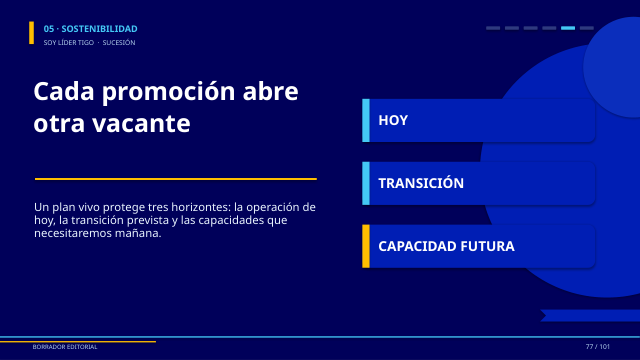 05 · SOSTENIBILIDAD
SOY LÍDER TIGO · SUCESIÓN
Cada promoción abre
otra vacante
Un plan vivo protege tres horizontes: la operación de
hoy, la transición prevista y las capacidades que
necesitaremos mañana.
HOY
TRANSICIÓN
CAPACIDAD FUTURA
BORRADOR EDITORIAL
77 / 101